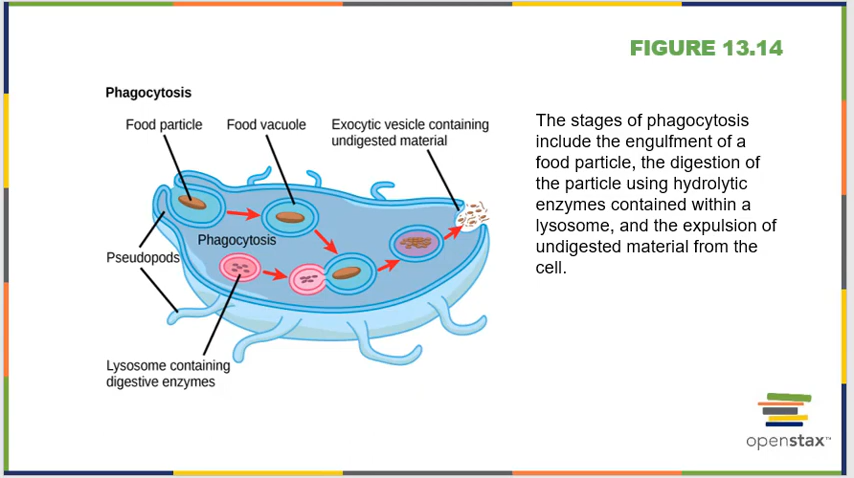 FIGURE 13.14
Phagocytosis
Food particle
Food vacuole
Exocytic vesicle containing
undigested material
Phagocytosis
Pseudopods
Lysosome containing
digestive enzymes
The stages of phagocytosis
include the engulfment of a
food particle, the digestion of
the particle using hydrolytic
enzymes contained within a
lysosome, and the expulsion of
undigested material from the
cell.
openstax™